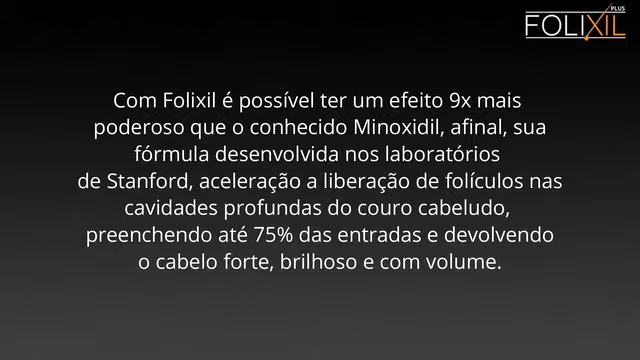 PLUS
FOLIXIL
Com Folixil é possível ter um efeito 9x mais
poderoso que o conhecido Minoxidil, afinal, sua
fórmula desenvolvida nos laboratórios
de Stanford, aceleração a liberação de folículos nas
cavidades profundas do couro cabeludo,
preenchendo até 75% das entradas e devolvendo
o cabelo forte, brilhoso e com volume.